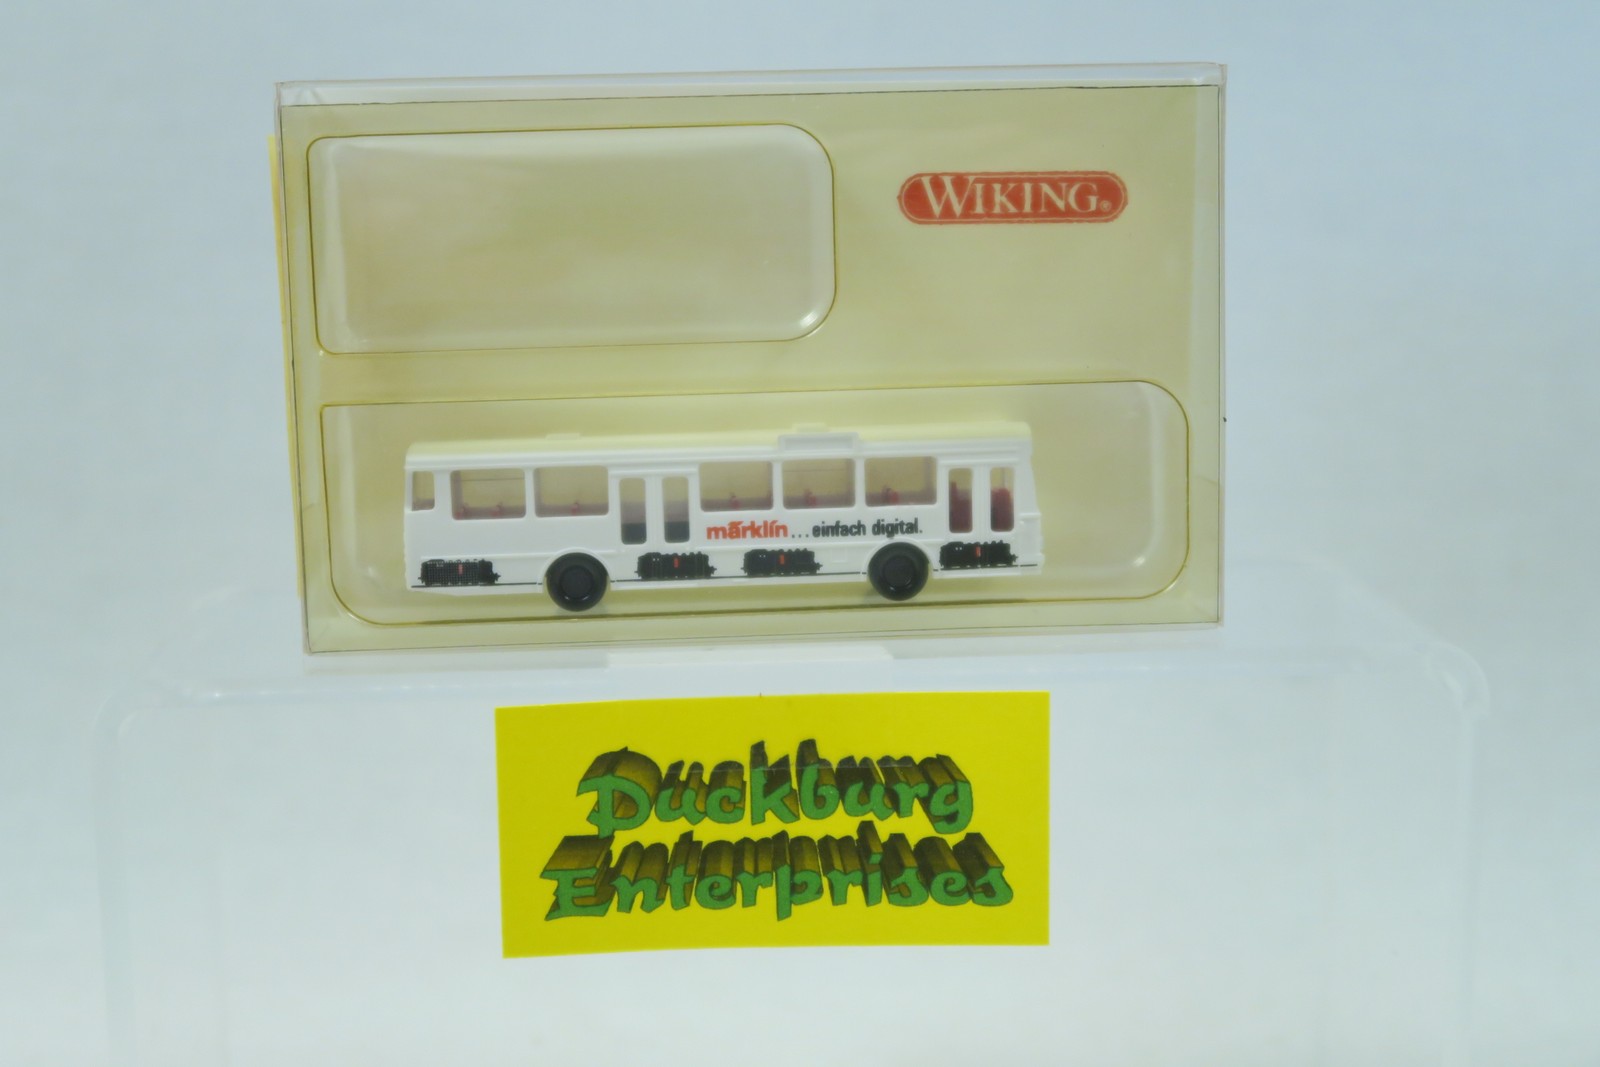 WIKING®
märklin...einfach digital.
Duckburg
Enterprises